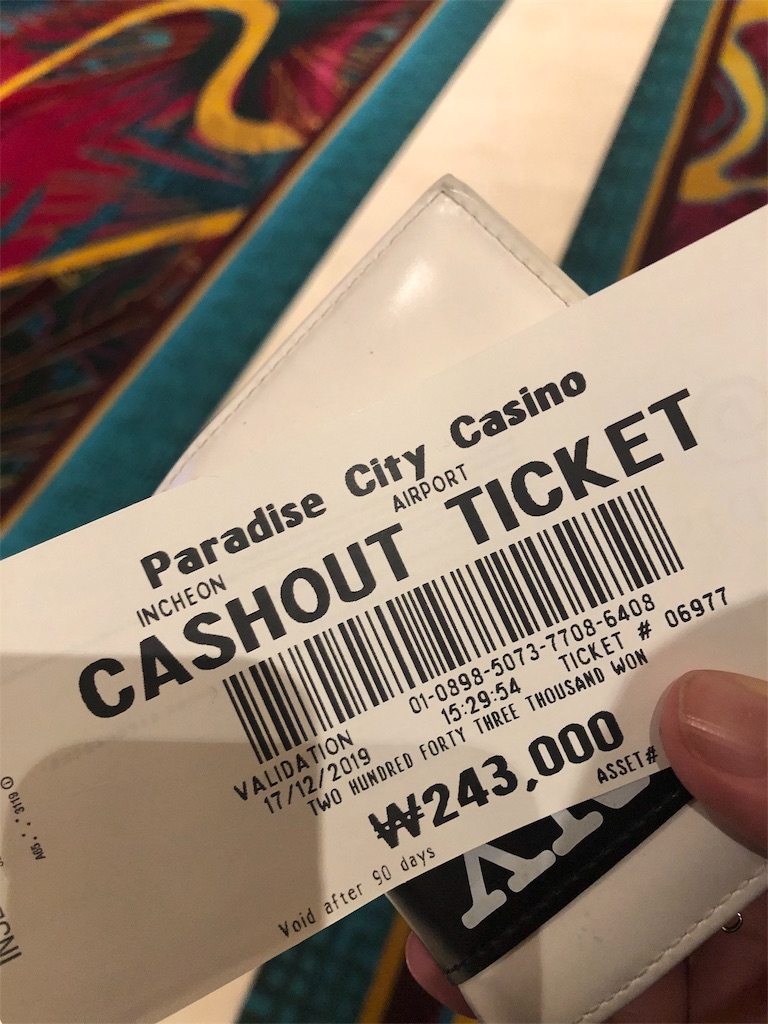 Paradise City Casino
INCHEON AIRPORT
CASHOUT TICKET
01-0898-5073-7708-6408
VALIDATION
17/12/2019 15:29:54 TICKET # 06977
TWO HUNDRED FORTY THREE THOUSAND WON
₩243,000
Void after 90 days ASSET#